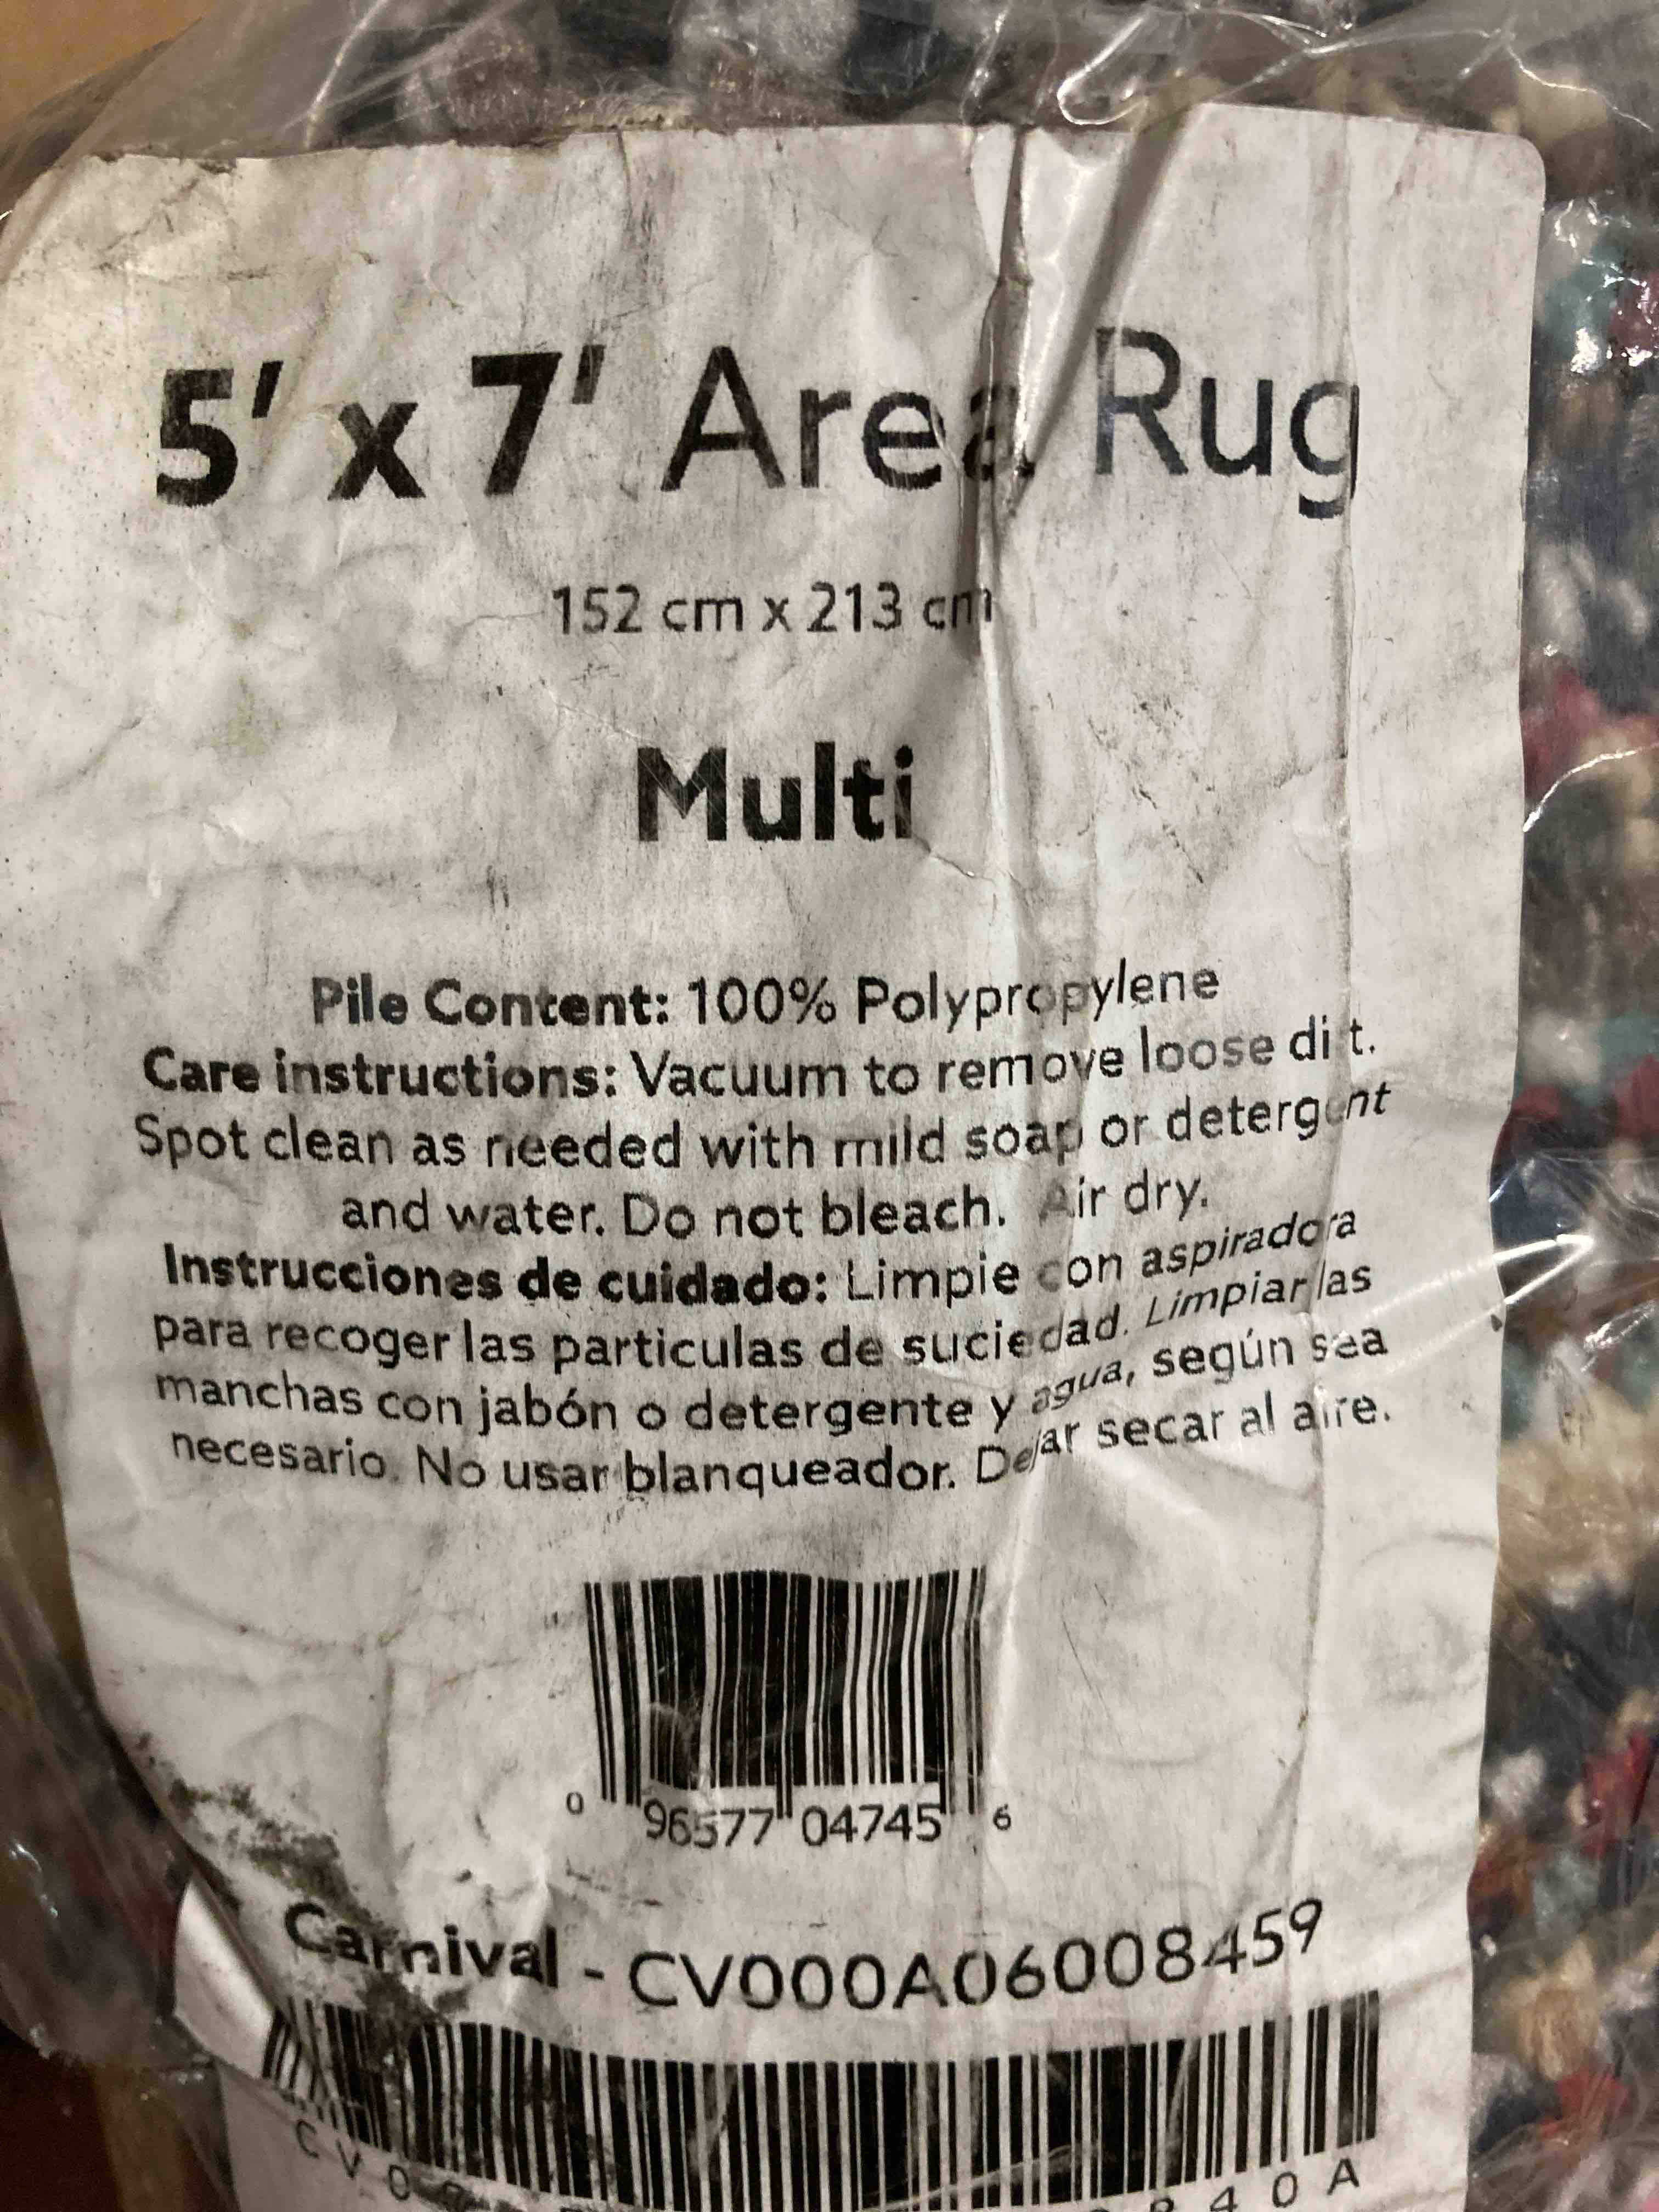 5' x 7' Area Rug
152 cm x 213 cm
Multi
Pile Content: 100% Polypropylene
Care instructions: Vacuum to remove loose dirt.
Spot clean as needed with mild soap or detergent
and water. Do not bleach. Air dry.
Instrucciones de cuidado: Limpie con aspiradora
para recoger las particulas de suciedad. Limpiar las
manchas con jabón o detergente y agua, según sea
necesario. No usar blanqueador. Dejar secar al aire.
0 96577 04745 6
Carnival - CV000A06008459